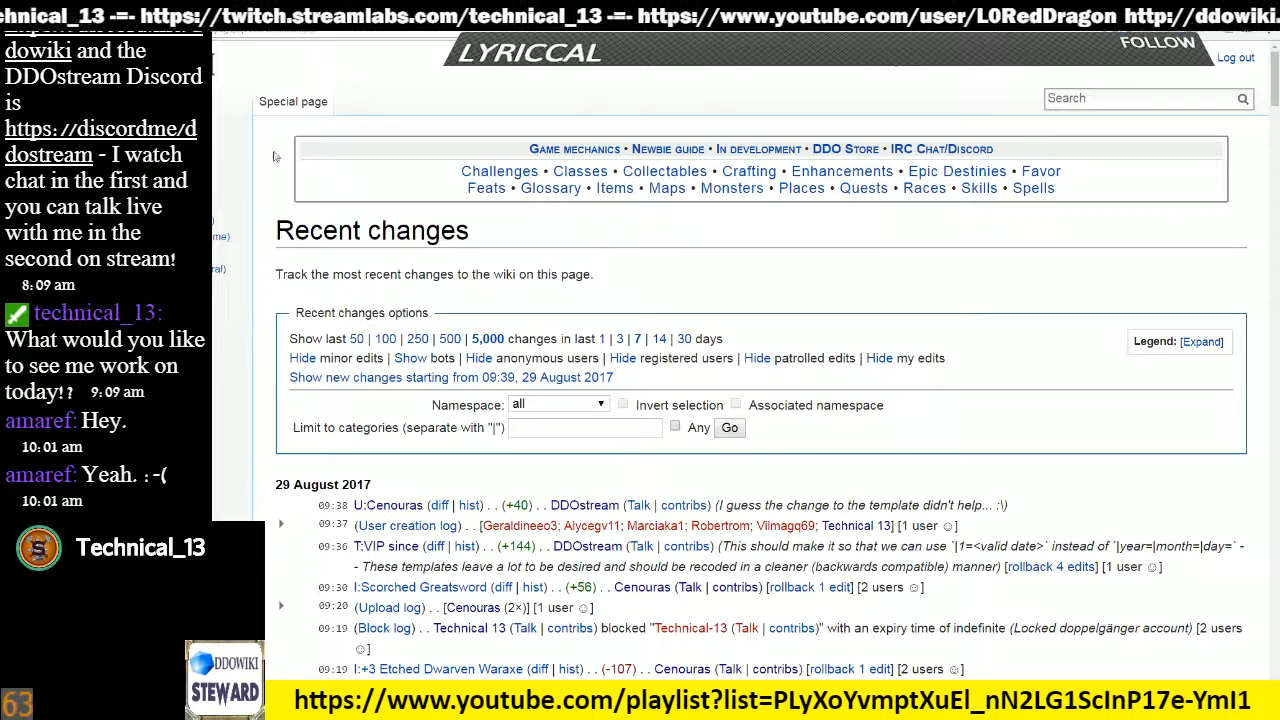 chnical_13 -=- https://twitch.streamlabs.com/technical_13 -=- https://www.youtube.com/user/L0RedDragon http://ddowiki
LYRICCAL
FOLLOW
Log out
Special page
Search
Game mechanics • Newbie guide • In development • DDO Store • IRC Chat/Discord
Challenges • Classes • Collectables • Crafting • Enhancements • Epic Destinies • Favor
Feats • Glossary • Items • Maps • Monsters • Places • Quests • Races • Skills • Spells
Recent changes
Track the most recent changes to the wiki on this page.
Recent changes options
Show last 50 | 100 | 250 | 500 | 5,000 changes in last 1 | 3 | 7 | 14 | 30 days
Hide minor edits | Show bots | Hide anonymous users | Hide registered users | Hide patrolled edits | Hide my edits
Show new changes starting from 09:39, 29 August 2017
Legend: [Expand]
Namespace: all Invert selection Associated namespace
Limit to categories (separate with "|") Any Go
29 August 2017
09:38 U:Cenouras (diff | hist) . . (+40) . . DDOstream (Talk | contribs) (I guess the change to the template didn't help... :\)
09:37 (User creation log) . . [Geraldineeo3; Alycegv11; Marciaka1; Robertrom; Vilmagq69; Technical 13] [1 user ☺]
09:36 T:VIP since (diff | hist) . . (+144) . . DDOstream (Talk | contribs) (This should make it so that we can use `|1=<valid date>` instead of `|year=|month=|day=` -
- These templates leave a lot to be desired and should be recoded in a cleaner (backwards compatible) manner) [rollback 4 edits] [1 user ☺]
09:30 I:Scorched Greatsword (diff | hist) . . (+56) . . Cenouras (Talk | contribs) [rollback 1 edit] [2 users ☺]
09:20 (Upload log) . . [Cenouras (2×)] [1 user ☺]
09:19 (Block log) . . Technical 13 (Talk | contribs) blocked "Technical-13 (Talk | contribs)" with an expiry time of indefinite (Locked doppelgänger account) [2 users
☺]
09:19 I:+3 Etched Dwarven Waraxe (diff | hist) . . (-107) . . Cenouras (Talk | contribs) [rollback 1 edit] [2 users ☺]
me)
ral)
dowiki and the
DDOstream Discord
is
https://discordme/d
dostream - I watch
chat in the first and
you can talk live
with me in the
second on stream!
8:09 am
technical_13:
What would you like
to see me work on
today!? 9:09 am
amaref: Hey.
10:01 am
amaref: Yeah. :-(
10:01 am
Technical_13
DDOWIKI
STEWARD
63
https://www.youtube.com/playlist?list=PLyXoYvmptXuEl_nN2LG1ScInP17e-YmI1